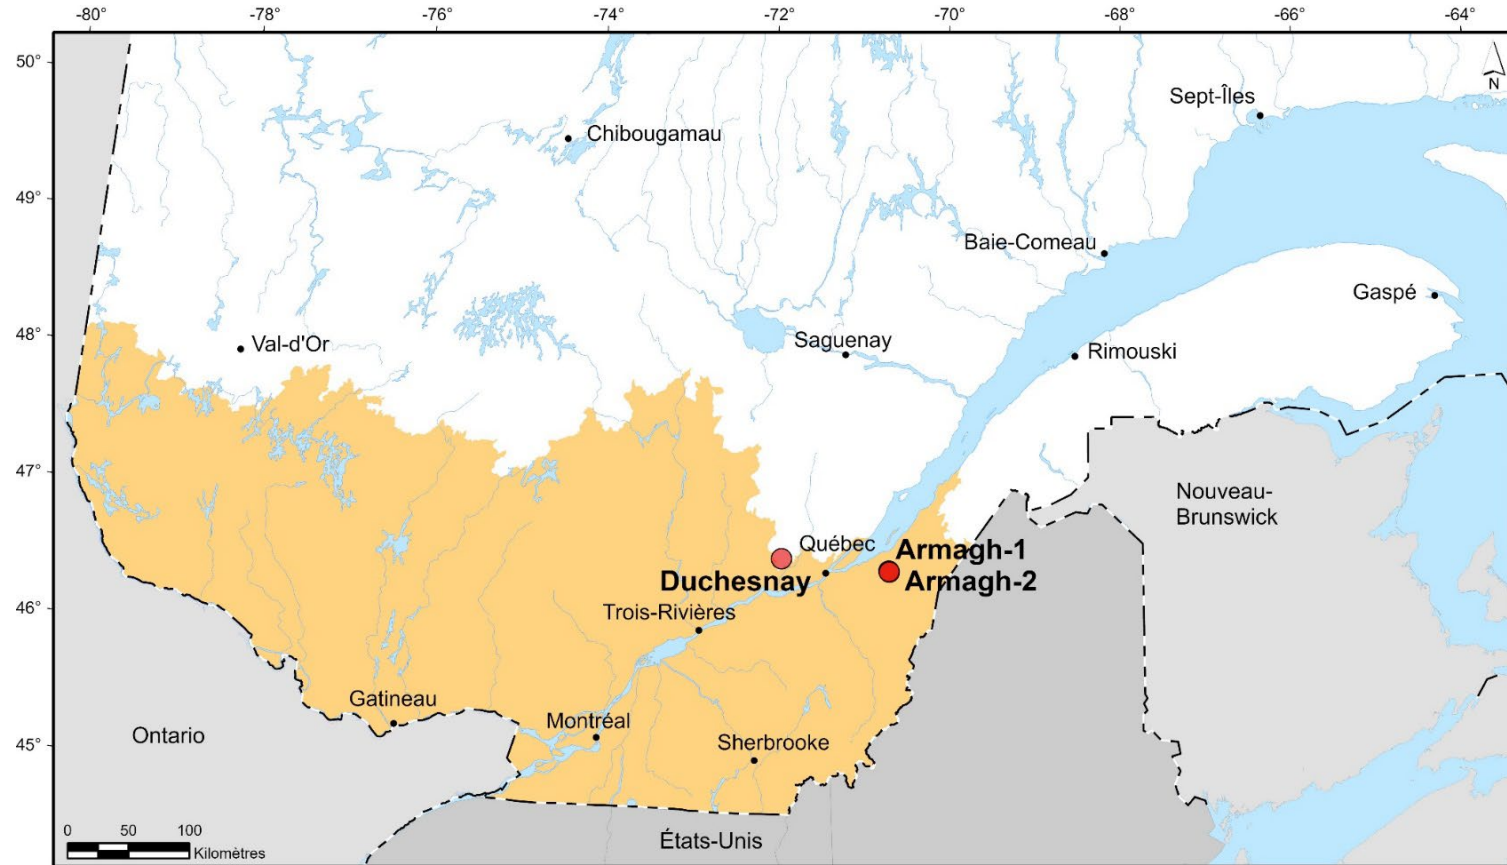 -80° -78° -76° -74° -72° -70° -68° -66° -64°
50°
N
Sept-Îles
Chibougamau
49°
Baie-Comeau
Gaspé
48°
Val-d'Or
Saguenay
Rimouski
47°
Nouveau-
Brunswick
Québec
Armagh-1
Duchesnay
Armagh-2
46°
Trois-Rivières
Gatineau
Montréal
Ontario
Sherbrooke
45°
0 50 100
Kilomètres
États-Unis